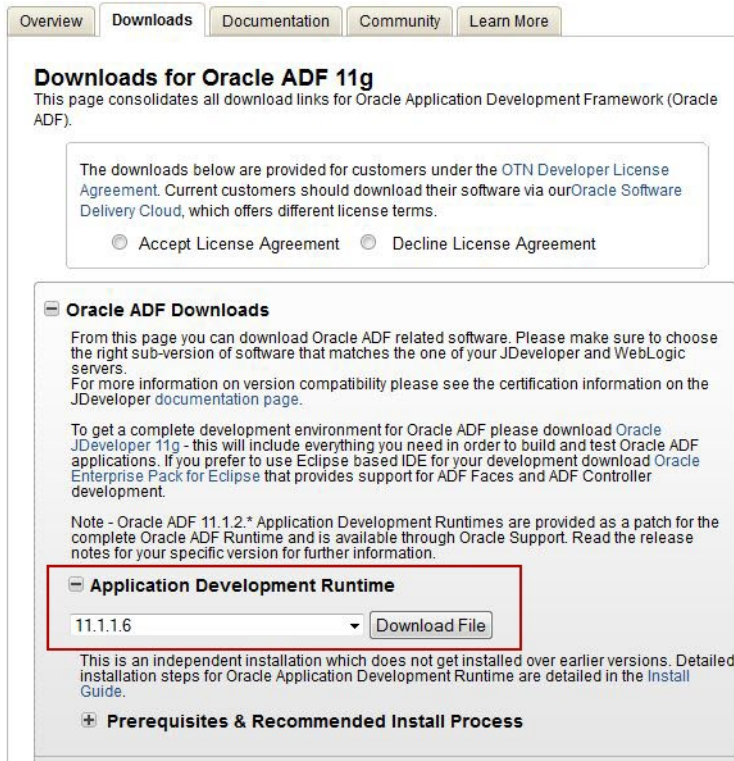 Overview Downloads Documentation Community Learn More
Downloads for Oracle ADF 11g
This page consolidates all download links for Oracle Application Development Framework (Oracle
ADF).
The downloads below are provided for customers under the OTN Developer License
Agreement. Current customers should download their software via ourOracle Software
Delivery Cloud, which offers different license terms.
Accept License Agreement Decline License Agreement
Oracle ADF Downloads
From this page you can download Oracle ADF related software. Please make sure to choose
the right sub-version of software that matches the one of your JDeveloper and WebLogic
servers.
For more information on version compatibility please see the certification information on the
JDeveloper documentation page.
To get a complete development environment for Oracle ADF please download Oracle
JDeveloper 11g - this will include everything you need in order to build and test Oracle ADF
applications. If you prefer to use Eclipse based IDE for your development download Oracle
Enterprise Pack for Eclipse that provides support for ADF Faces and ADF Controller
development.
Note - Oracle ADF 11.1.2.* Application Development Runtimes are provided as a patch for the
complete Oracle ADF Runtime and is available through Oracle Support. Read the release
notes for your specific version for further information.
Application Development Runtime
11.1.1.6 Download File
This is an independent installation which does not get installed over earlier versions. Detailed
installation steps for Oracle Application Development Runtime are detailed in the Install
Guide.
Prerequisites & Recommended Install Process